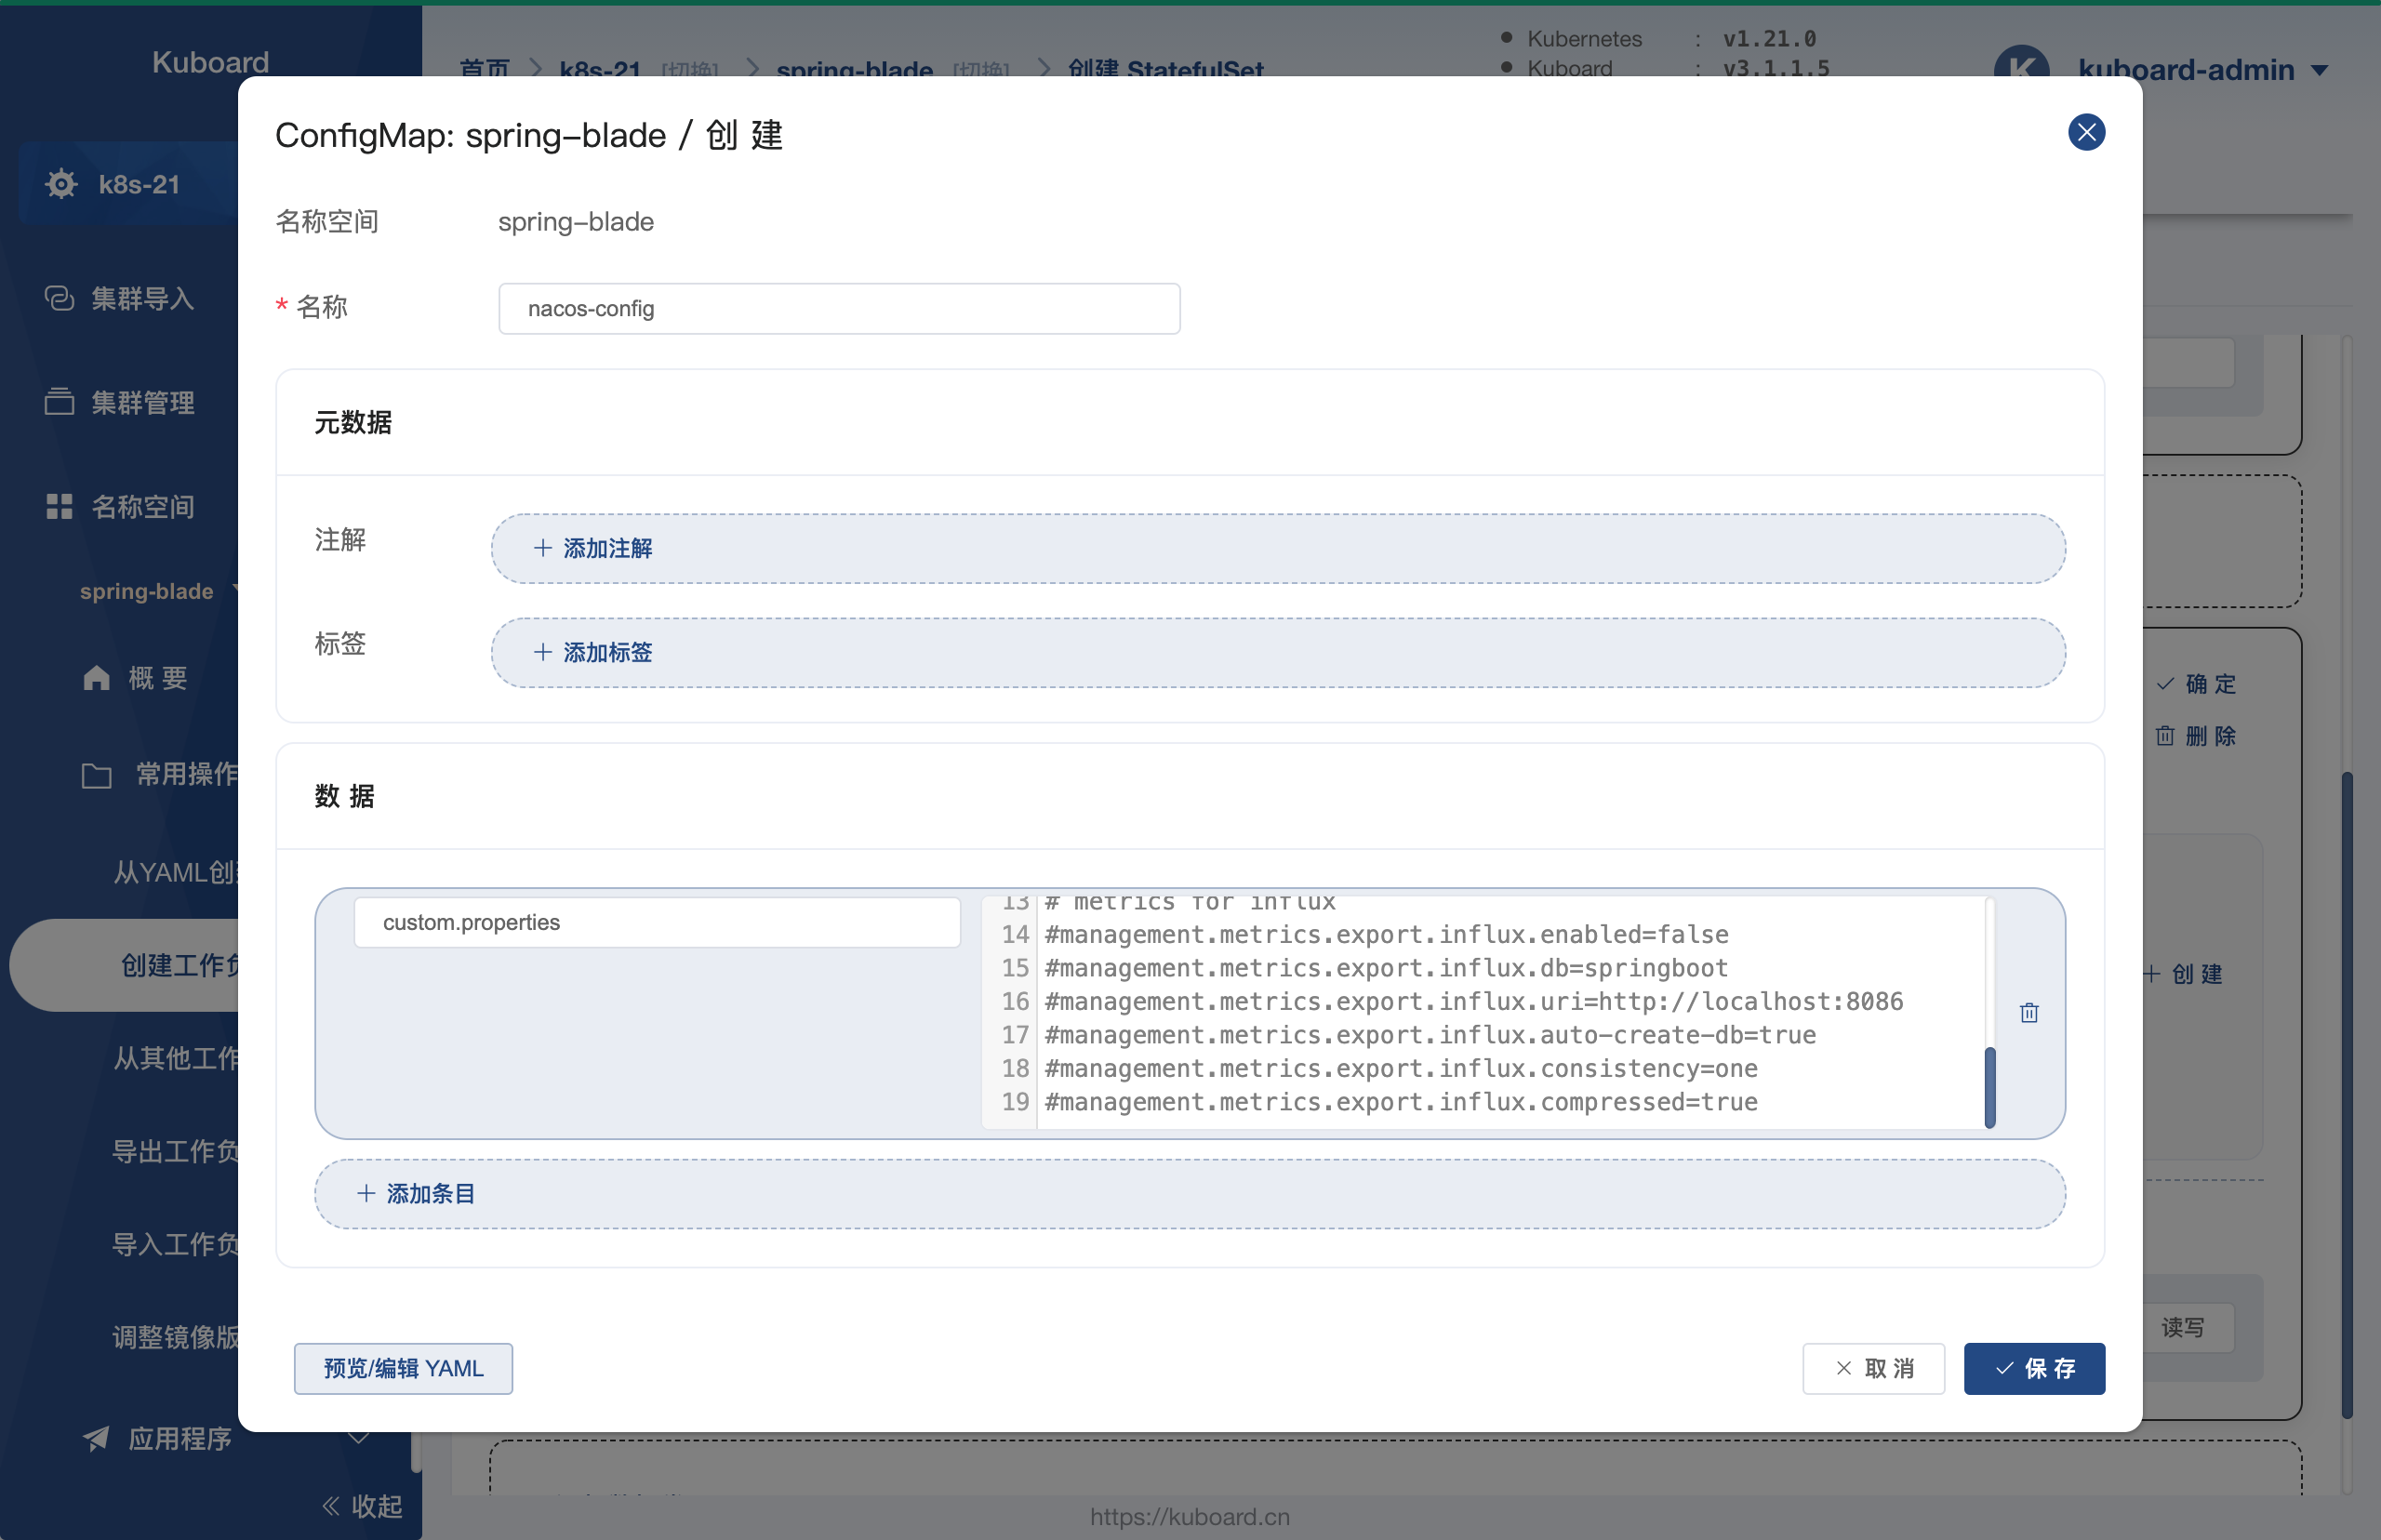 Kuboard
首页 > k8s-21 [切换] > spring-blade [切换] > 创建 StatefulSet
Kubernetes : v1.21.0
Kuboard : v3.1.1.5
K kuboard-admin
k8s-21
集群导入
集群管理
名称空间
spring-blade
概 要
常用操作
从YAML创
创建工作
从其他工作
导出工作
导入工作
调整镜像版
应用程序
收起
ConfigMap: spring-blade / 创 建
名称空间 spring-blade
* 名称 nacos-config
元数据
注解 + 添加注解
标签 + 添加标签
数 据
custom.properties
13 # metrics for influx
14 #management.metrics.export.influx.enabled=false
15 #management.metrics.export.influx.db=springboot
16 #management.metrics.export.influx.uri=http://localhost:8086
17 #management.metrics.export.influx.auto-create-db=true
18 #management.metrics.export.influx.consistency=one
19 #management.metrics.export.influx.compressed=true
+ 添加条目
预览/编辑 YAML
取 消
保 存
确 定
删 除
+ 创 建
读写
https://kuboard.cn